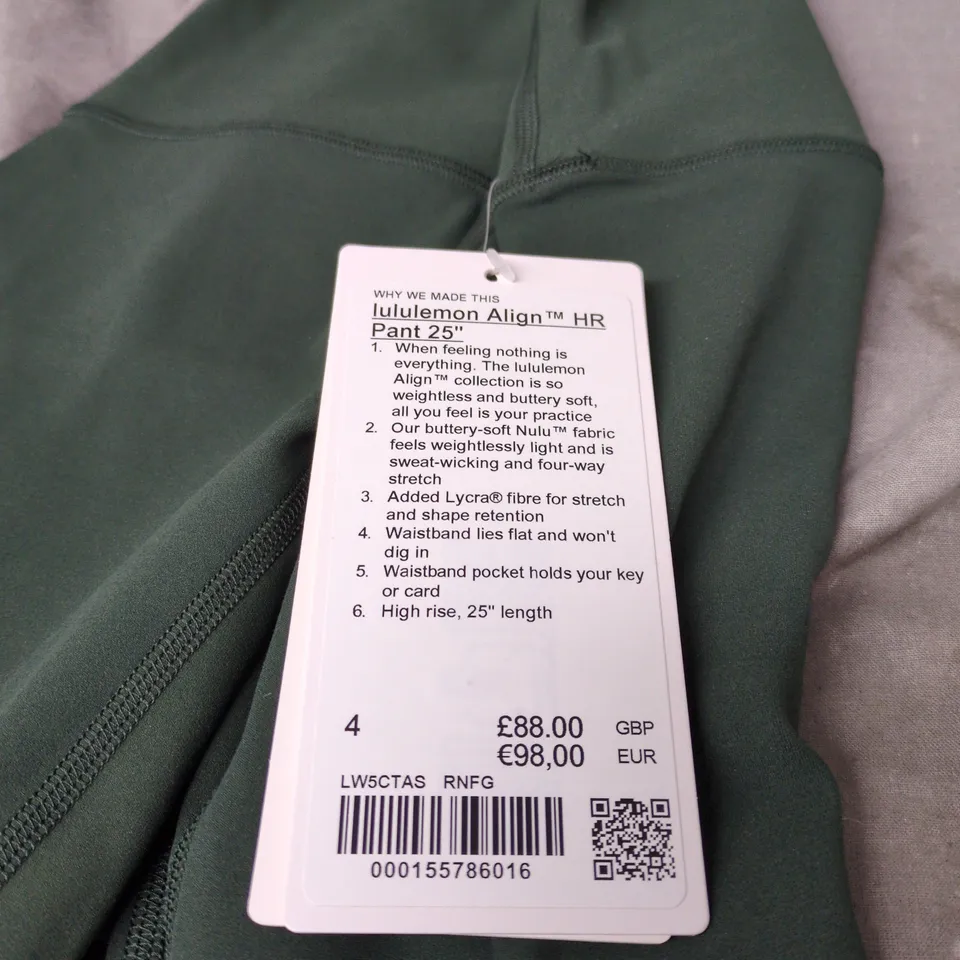 WHY WE MADE THIS
lululemon Align™ HR
Pant 25"
1. When feeling nothing is
everything. The lululemon
Align™ collection is so
weightless and buttery soft,
all you feel is your practice
2. Our buttery-soft Nulu™ fabric
feels weightlessly light and is
sweat-wicking and four-way
stretch
3. Added Lycra® fibre for stretch
and shape retention
4. Waistband lies flat and won't
dig in
5. Waistband pocket holds your key
or card
6. High rise, 25" length
4 £88.00 GBP
€98,00 EUR
LW5CTAS RNFG
000155786016